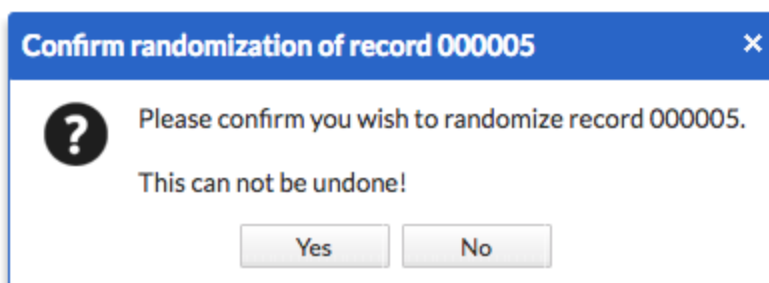 Confirm randomization of record 000005
Please confirm you wish to randomize record 000005.
This can not be undone!
Yes No